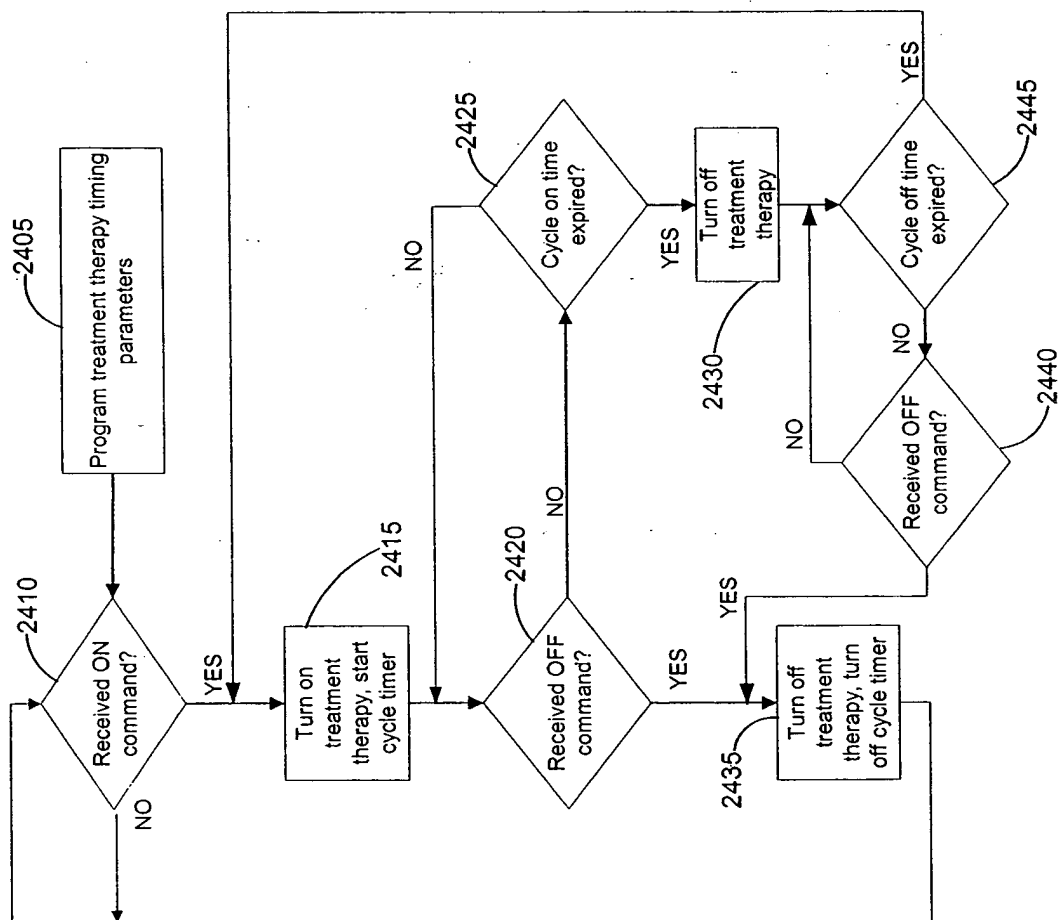 2405
Program treatment therapy timing
parameters
2410
Received ON
command?
NO
YES
2415
Turn on
treatment
therapy, start
cycle timer
NO
2420
Received OFF
command?
NO
YES
2425
Cycle on time
expired?
YES
2430
Turn off
treatment
therapy
2445
Cycle off time
expired?
YES
NO
2440
Received OFF
command?
NO
YES
2435
Turn off
treatment
therapy, turn
off cycle timer